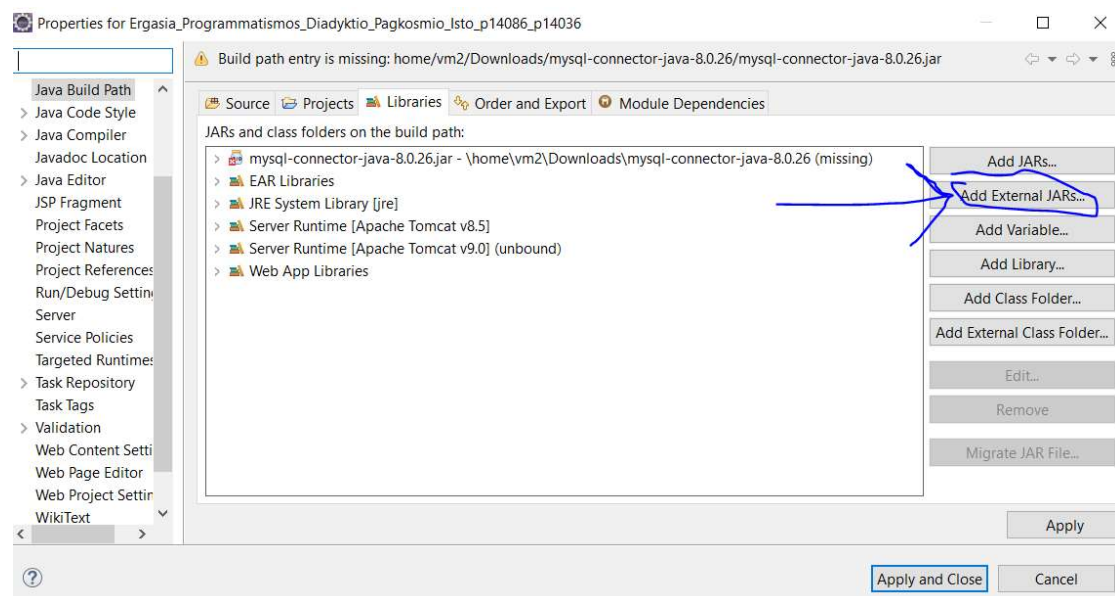 Properties for Ergasia_Programmatismos_Diadyktio_Pagkosmio_Isto_p14086_p14036
Build path entry is missing: home/vm2/Downloads/mysql-connector-java-8.0.26/mysql-connector-java-8.0.26.jar
Java Build Path
Java Code Style
Java Compiler
Javadoc Location
Java Editor
JSP Fragment
Project Facets
Project Natures
Project References
Run/Debug Settin
Server
Service Policies
Targeted Runtimes
Task Repository
Task Tags
Validation
Web Content Setti
Web Page Editor
Web Project Settin
WikiText
Source Projects Libraries Order and Export Module Dependencies
JARs and class folders on the build path:
mysql-connector-java-8.0.26.jar - \home\vm2\Downloads\mysql-connector-java-8.0.26 (missing)
EAR Libraries
JRE System Library [jre]
Server Runtime [Apache Tomcat v8.5]
Server Runtime [Apache Tomcat v9.0] (unbound)
Web App Libraries
Add JARs...
Add External JARs...
Add Variable...
Add Library...
Add Class Folder...
Add External Class Folder...
Edit...
Remove
Migrate JAR File...
Apply
Apply and Close Cancel